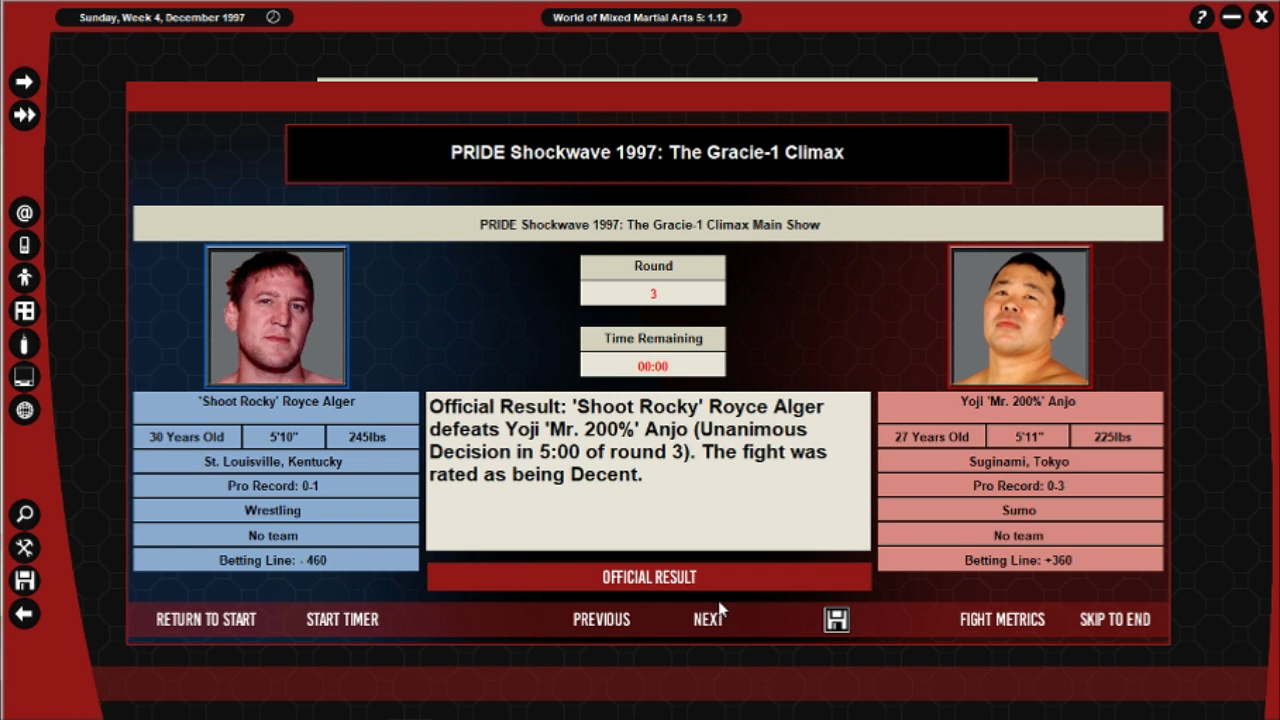 Sunday, Week 4, December 1997
World of Mixed Martial Arts 5: 1.12
?
X
@
PRIDE Shockwave 1997: The Gracie-1 Climax
PRIDE Shockwave 1997: The Gracie-1 Climax Main Show
Round
3
Time Remaining
00:00
'Shoot Rocky' Royce Alger
30 Years Old
5'10"
245lbs
St. Louisville, Kentucky
Pro Record: 0-1
Wrestling
No team
Betting Line: - 460
Official Result: 'Shoot Rocky' Royce Alger
defeats Yoji 'Mr. 200%' Anjo (Unanimous
Decision in 5:00 of round 3). The fight was
rated as being Decent.
OFFICIAL RESULT
Yoji 'Mr. 200%' Anjo
27 Years Old
5'11"
225lbs
Suginami, Tokyo
Pro Record: 0-3
Sumo
No team
Betting Line: +360
RETURN TO START
START TIMER
PREVIOUS
NEXT
FIGHT METRICS
SKIP TO END